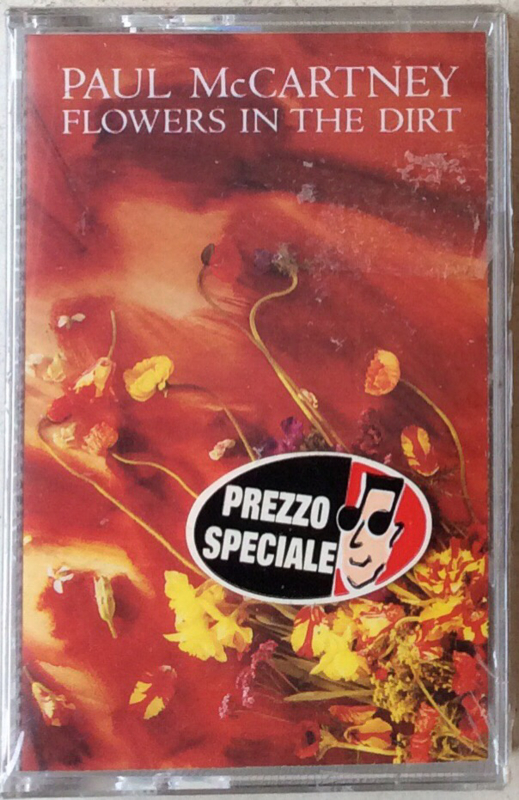 PAUL McCARTNEY
FLOWERS IN THE DIRT
PREZZO
SPECIALE